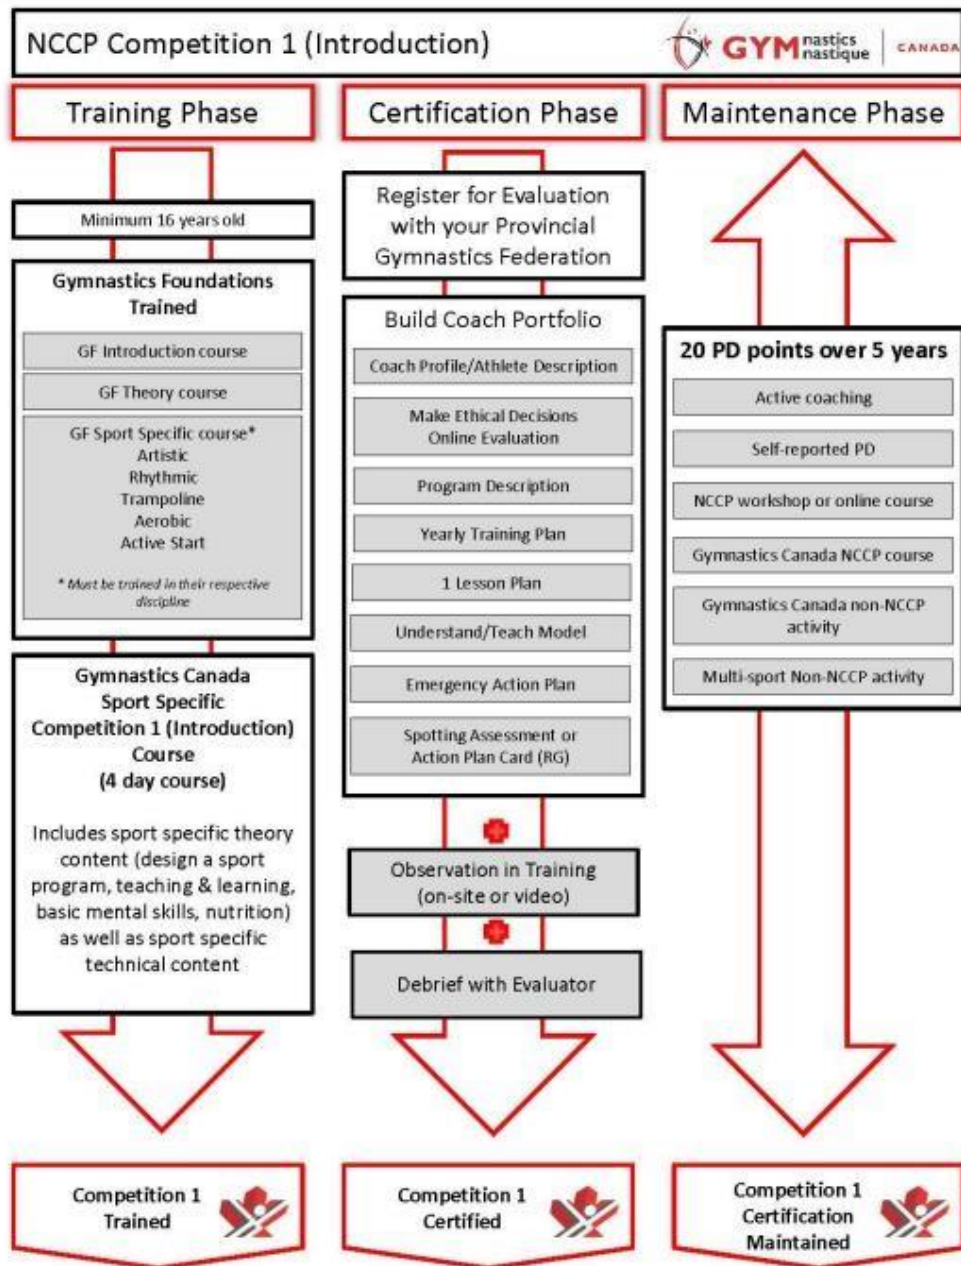 NCCP Competition 1 (Introduction)
GYMnastics
nastique
CANADA
Training Phase
Minimum 16 years old
Gymnastics Foundations
Trained
GF Introduction course
GF Theory course
GF Sport Specific course*
Artistic
Rhythmic
Trampoline
Aerobic
Active Start
* Must be trained in their respective
discipline
Gymnastics Canada
Sport Specific
Competition 1 (Introduction)
Course
(4 day course)
Includes sport specific theory
content (design a sport
program, teaching & learning,
basic mental skills, nutrition)
as well as sport specific
technical content
Competition 1
Trained
Certification Phase
Register for Evaluation
with your Provincial
Gymnastics Federation
Build Coach Portfolio
Coach Profile/Athlete Description
Make Ethical Decisions
Online Evaluation
Program Description
Yearly Training Plan
1 Lesson Plan
Understand/Teach Model
Emergency Action Plan
Spotting Assessment or
Action Plan Card (RG)
Observation in Training
(on-site or video)
Debrief with Evaluator
Competition 1
Certified
Maintenance Phase
20 PD points over 5 years
Active coaching
Self-reported PD
NCCP workshop or online course
Gymnastics Canada NCCP course
Gymnastics Canada non-NCCP
activity
Multi-sport Non-NCCP activity
Competition 1
Certification
Maintained